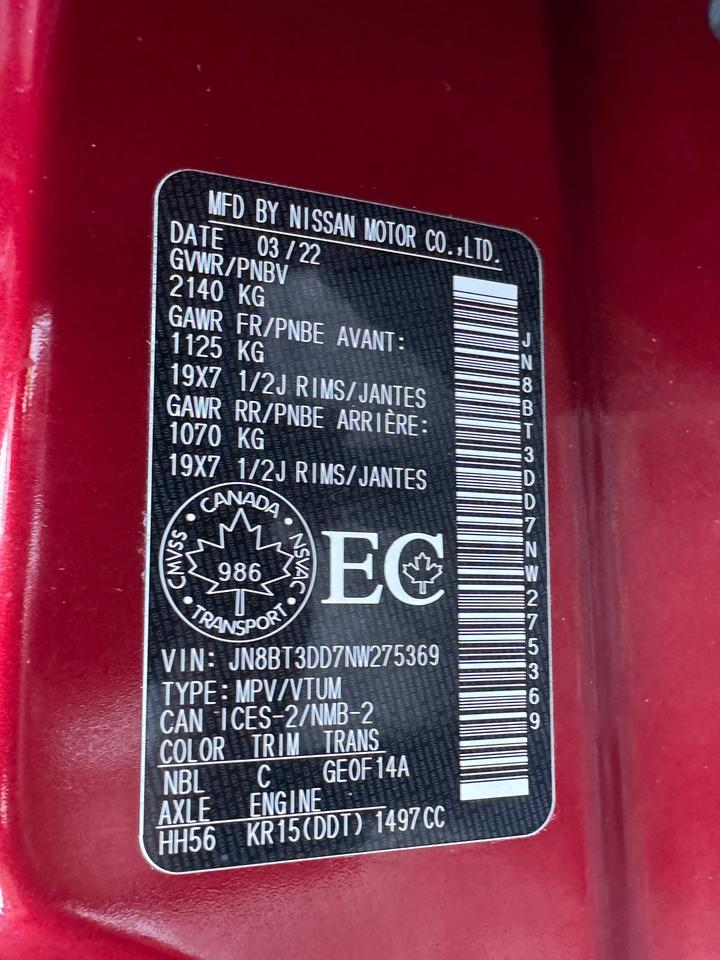 MFD BY NISSAN MOTOR CO.,LTD.
DATE 03/22
GVWR/PNBV
2140 KG
GAWR FR/PNBE AVANT:
1125 KG
19X7 1/2J RIMS/JANTES
GAWR RR/PNBE ARRIÈRE:
1070 KG
19X7 1/2J RIMS/JANTES
CANADA
CMVSS
NSVAC
986
TRANSPORT
EC
VIN: JN8BT3DD7NW275369
TYPE: MPV/VTUM
CAN ICES-2/NMB-2
COLOR TRIM TRANS
NBL C GE0F14A
AXLE ENGINE
HH56 KR15(DDT) 1497CC
JN8BT3DD7NW275369